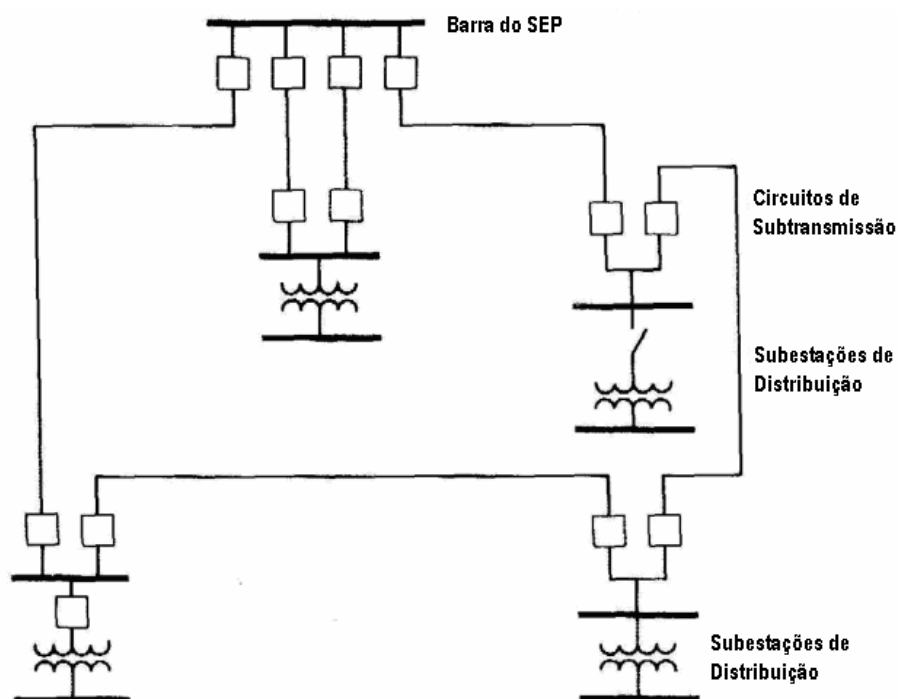 Barra do SEP
Circuitos de
Subtransmissão
Subestações de
Distribuição
Subestações de
Distribuição